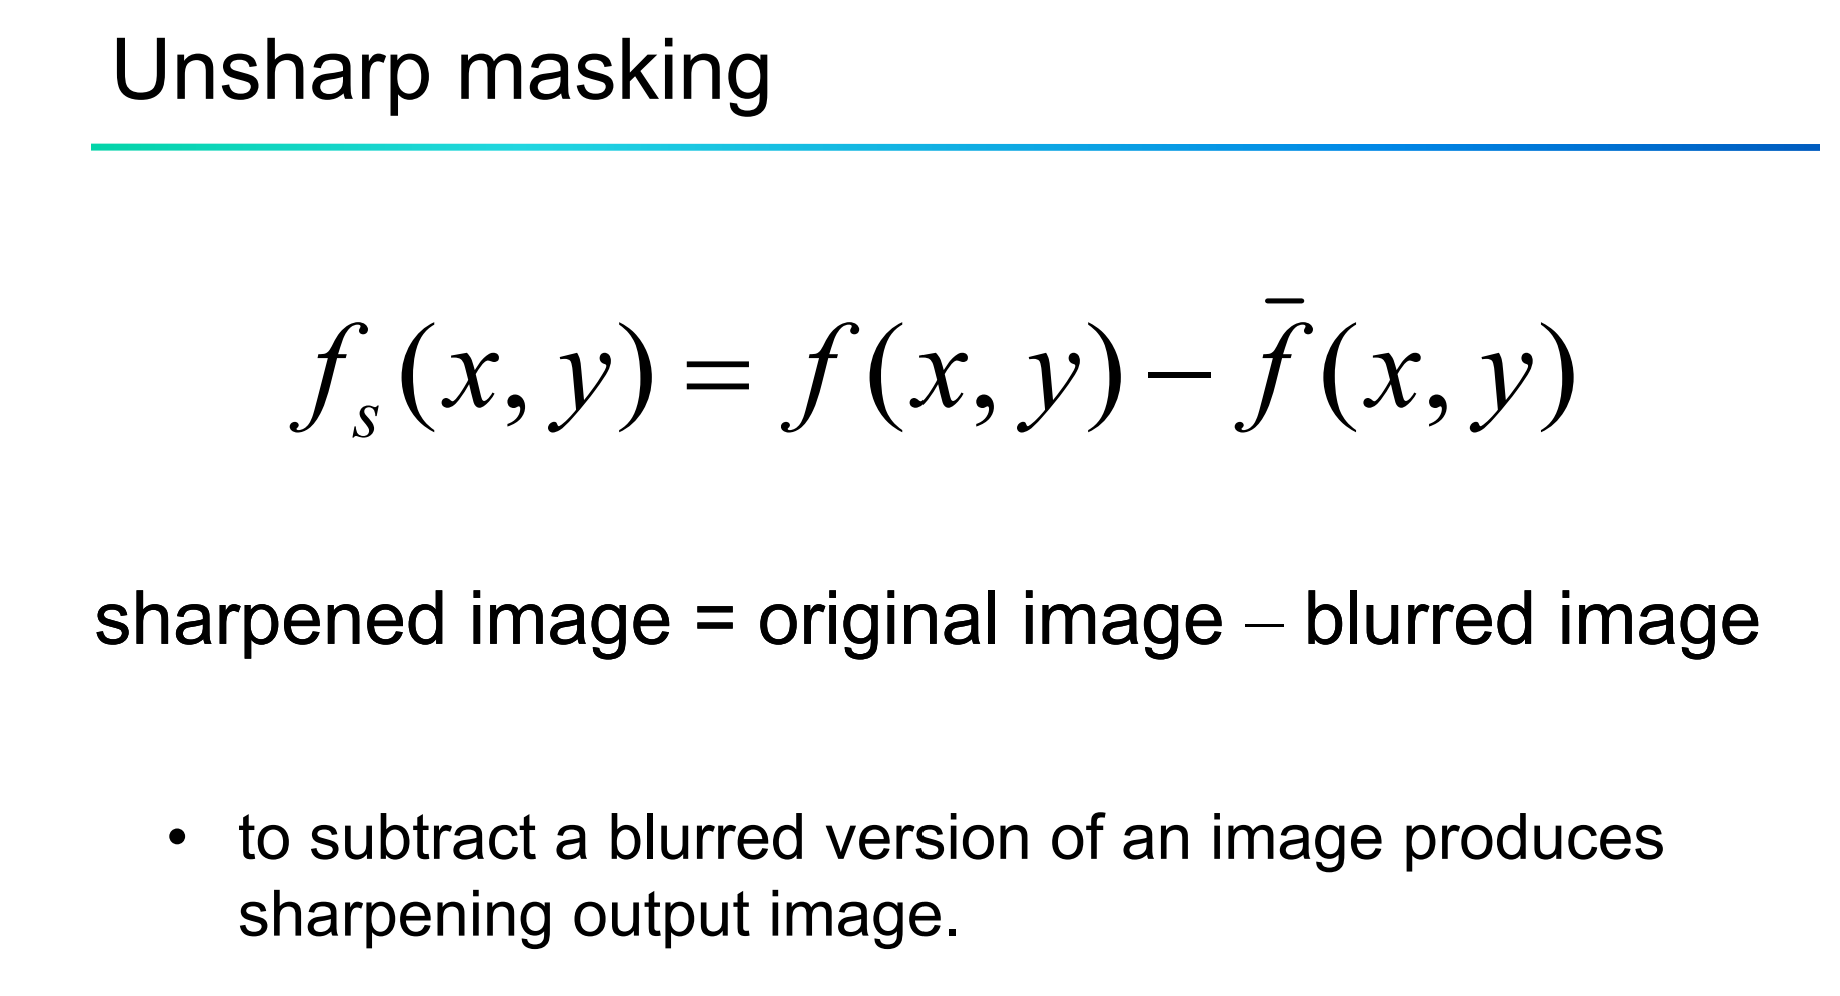 Unsharp masking
f_s(x, y) = f(x, y) − f̄(x, y)
sharpened image = original image – blurred image
• to subtract a blurred version of an image produces
sharpening output image.